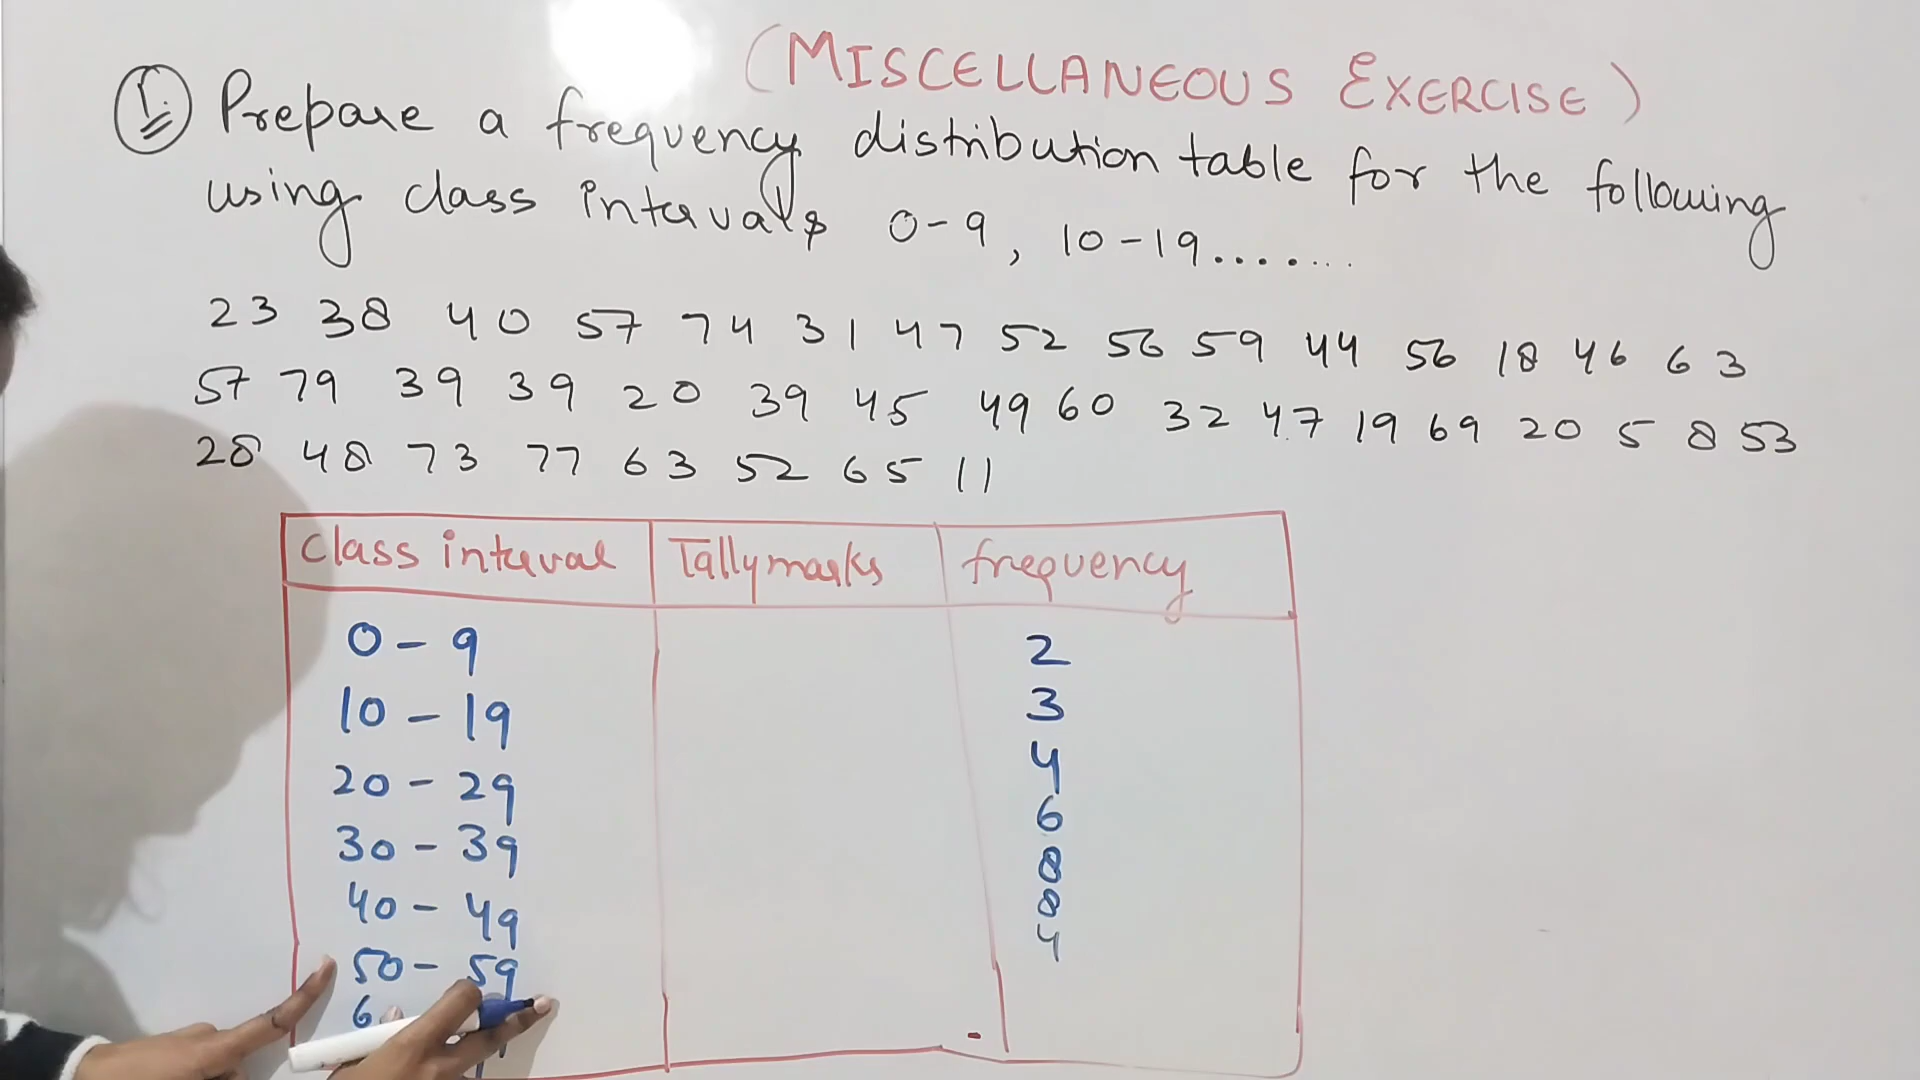 (MISCELLANEOUS EXERCISE)
1. Prepare a frequency distribution table for the following
using class intervals 0-9, 10-19.......
23 38 40 57 74 31 47 52 56 59 44 56 18 46 63
57 79 39 39 20 39 45 49 60 32 47 19 69 20 5 8 53
28 48 73 77 63 52 65 11
Class interval Tallymarks frequency
0-9 2
10-19 3
20-29 4
30-39 6
40-49 8
50-59 8
6 4